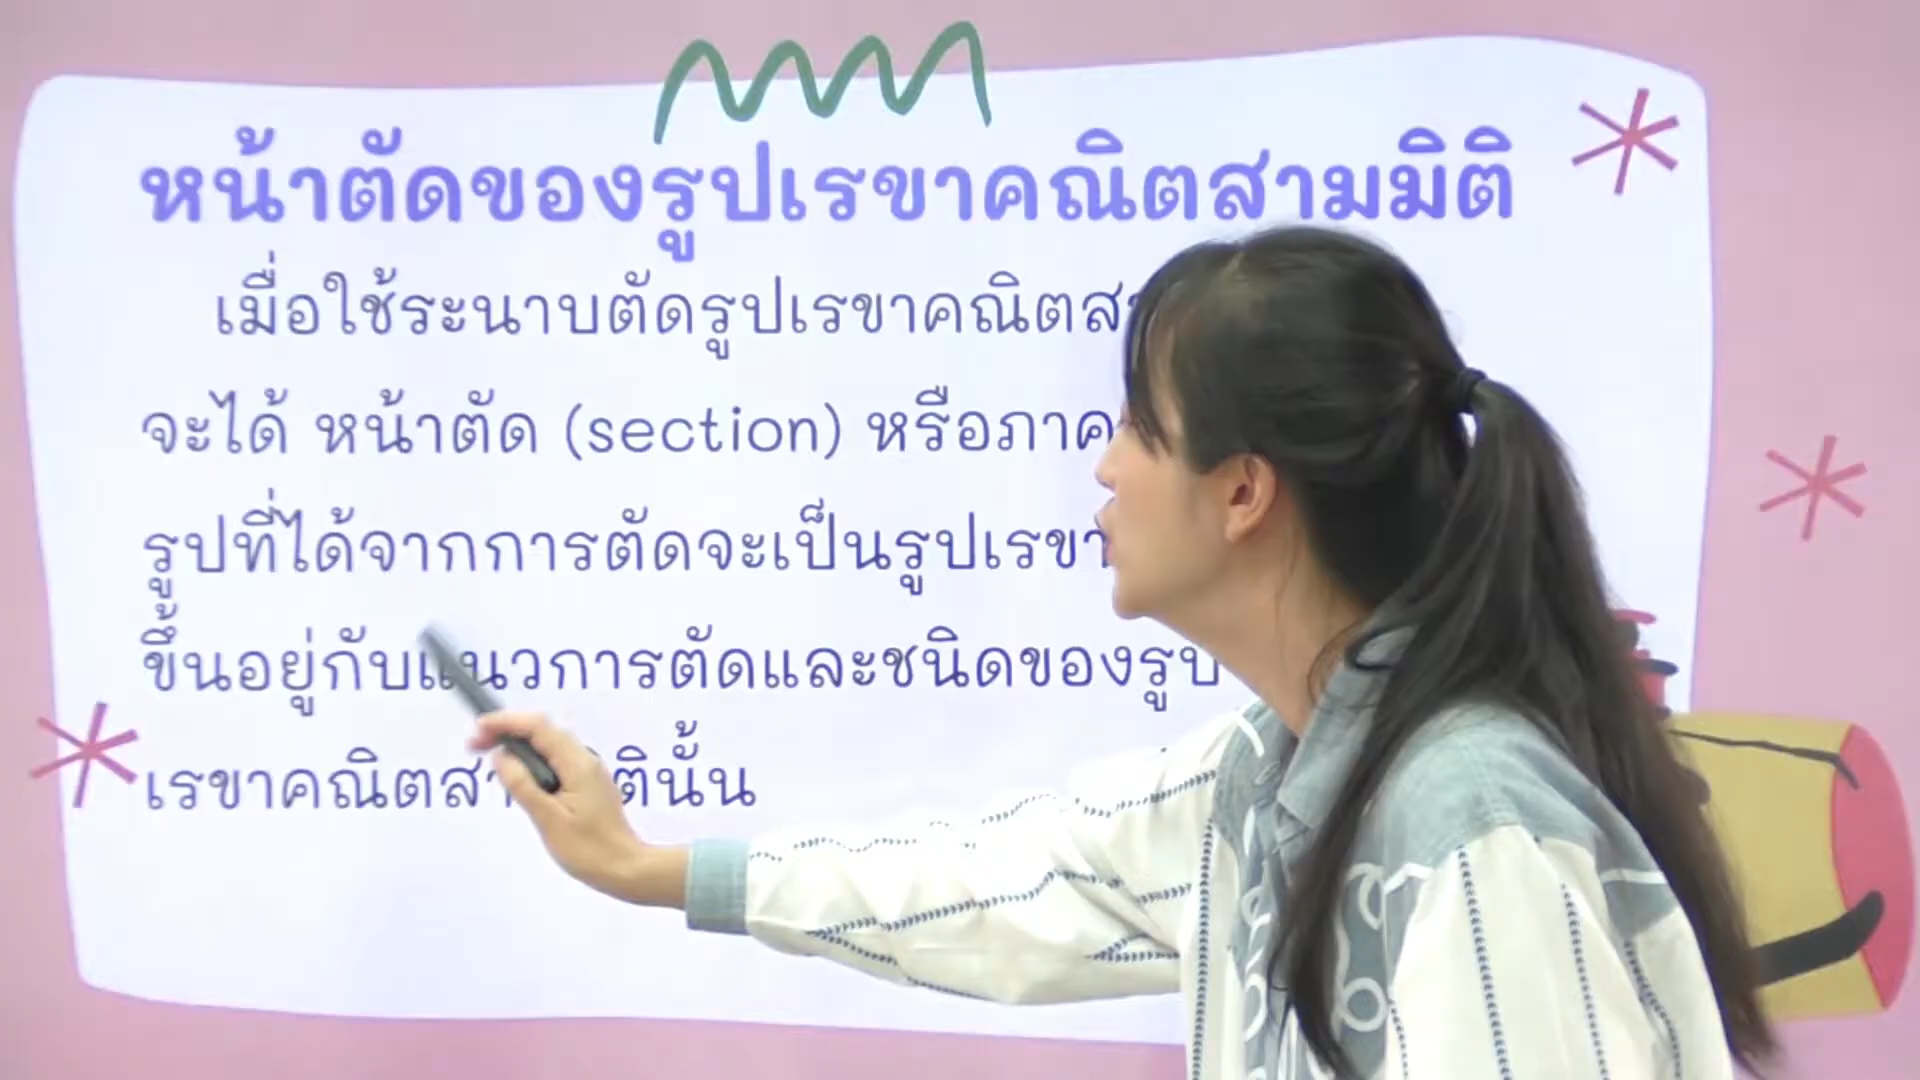 หน้าตัดของรูปเรขาคณิตสามมิติ
เมื่อใช้ระนาบตัดรูปเรขาคณิต
จะได้ หน้าตัด (section) หรือภาค
รูปที่ได้จากการตัดจะเป็นรูปเรขา
ขึ้นอยู่กับแนวการตัดและชนิดของรูป
เรขาคณิตสา ตินั้น